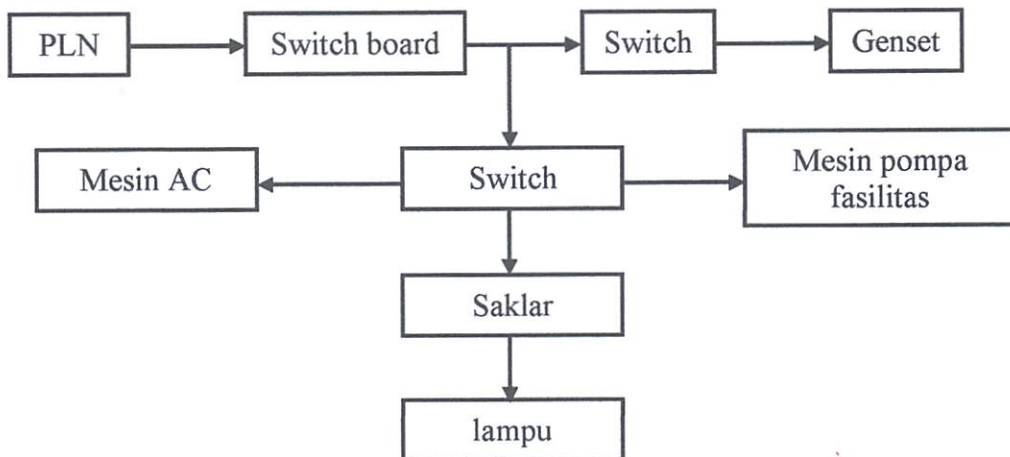 PLN
Switch board
Switch
Genset
Mesin AC
Switch
Mesin pompa
fasilitas
Saklar
lampu